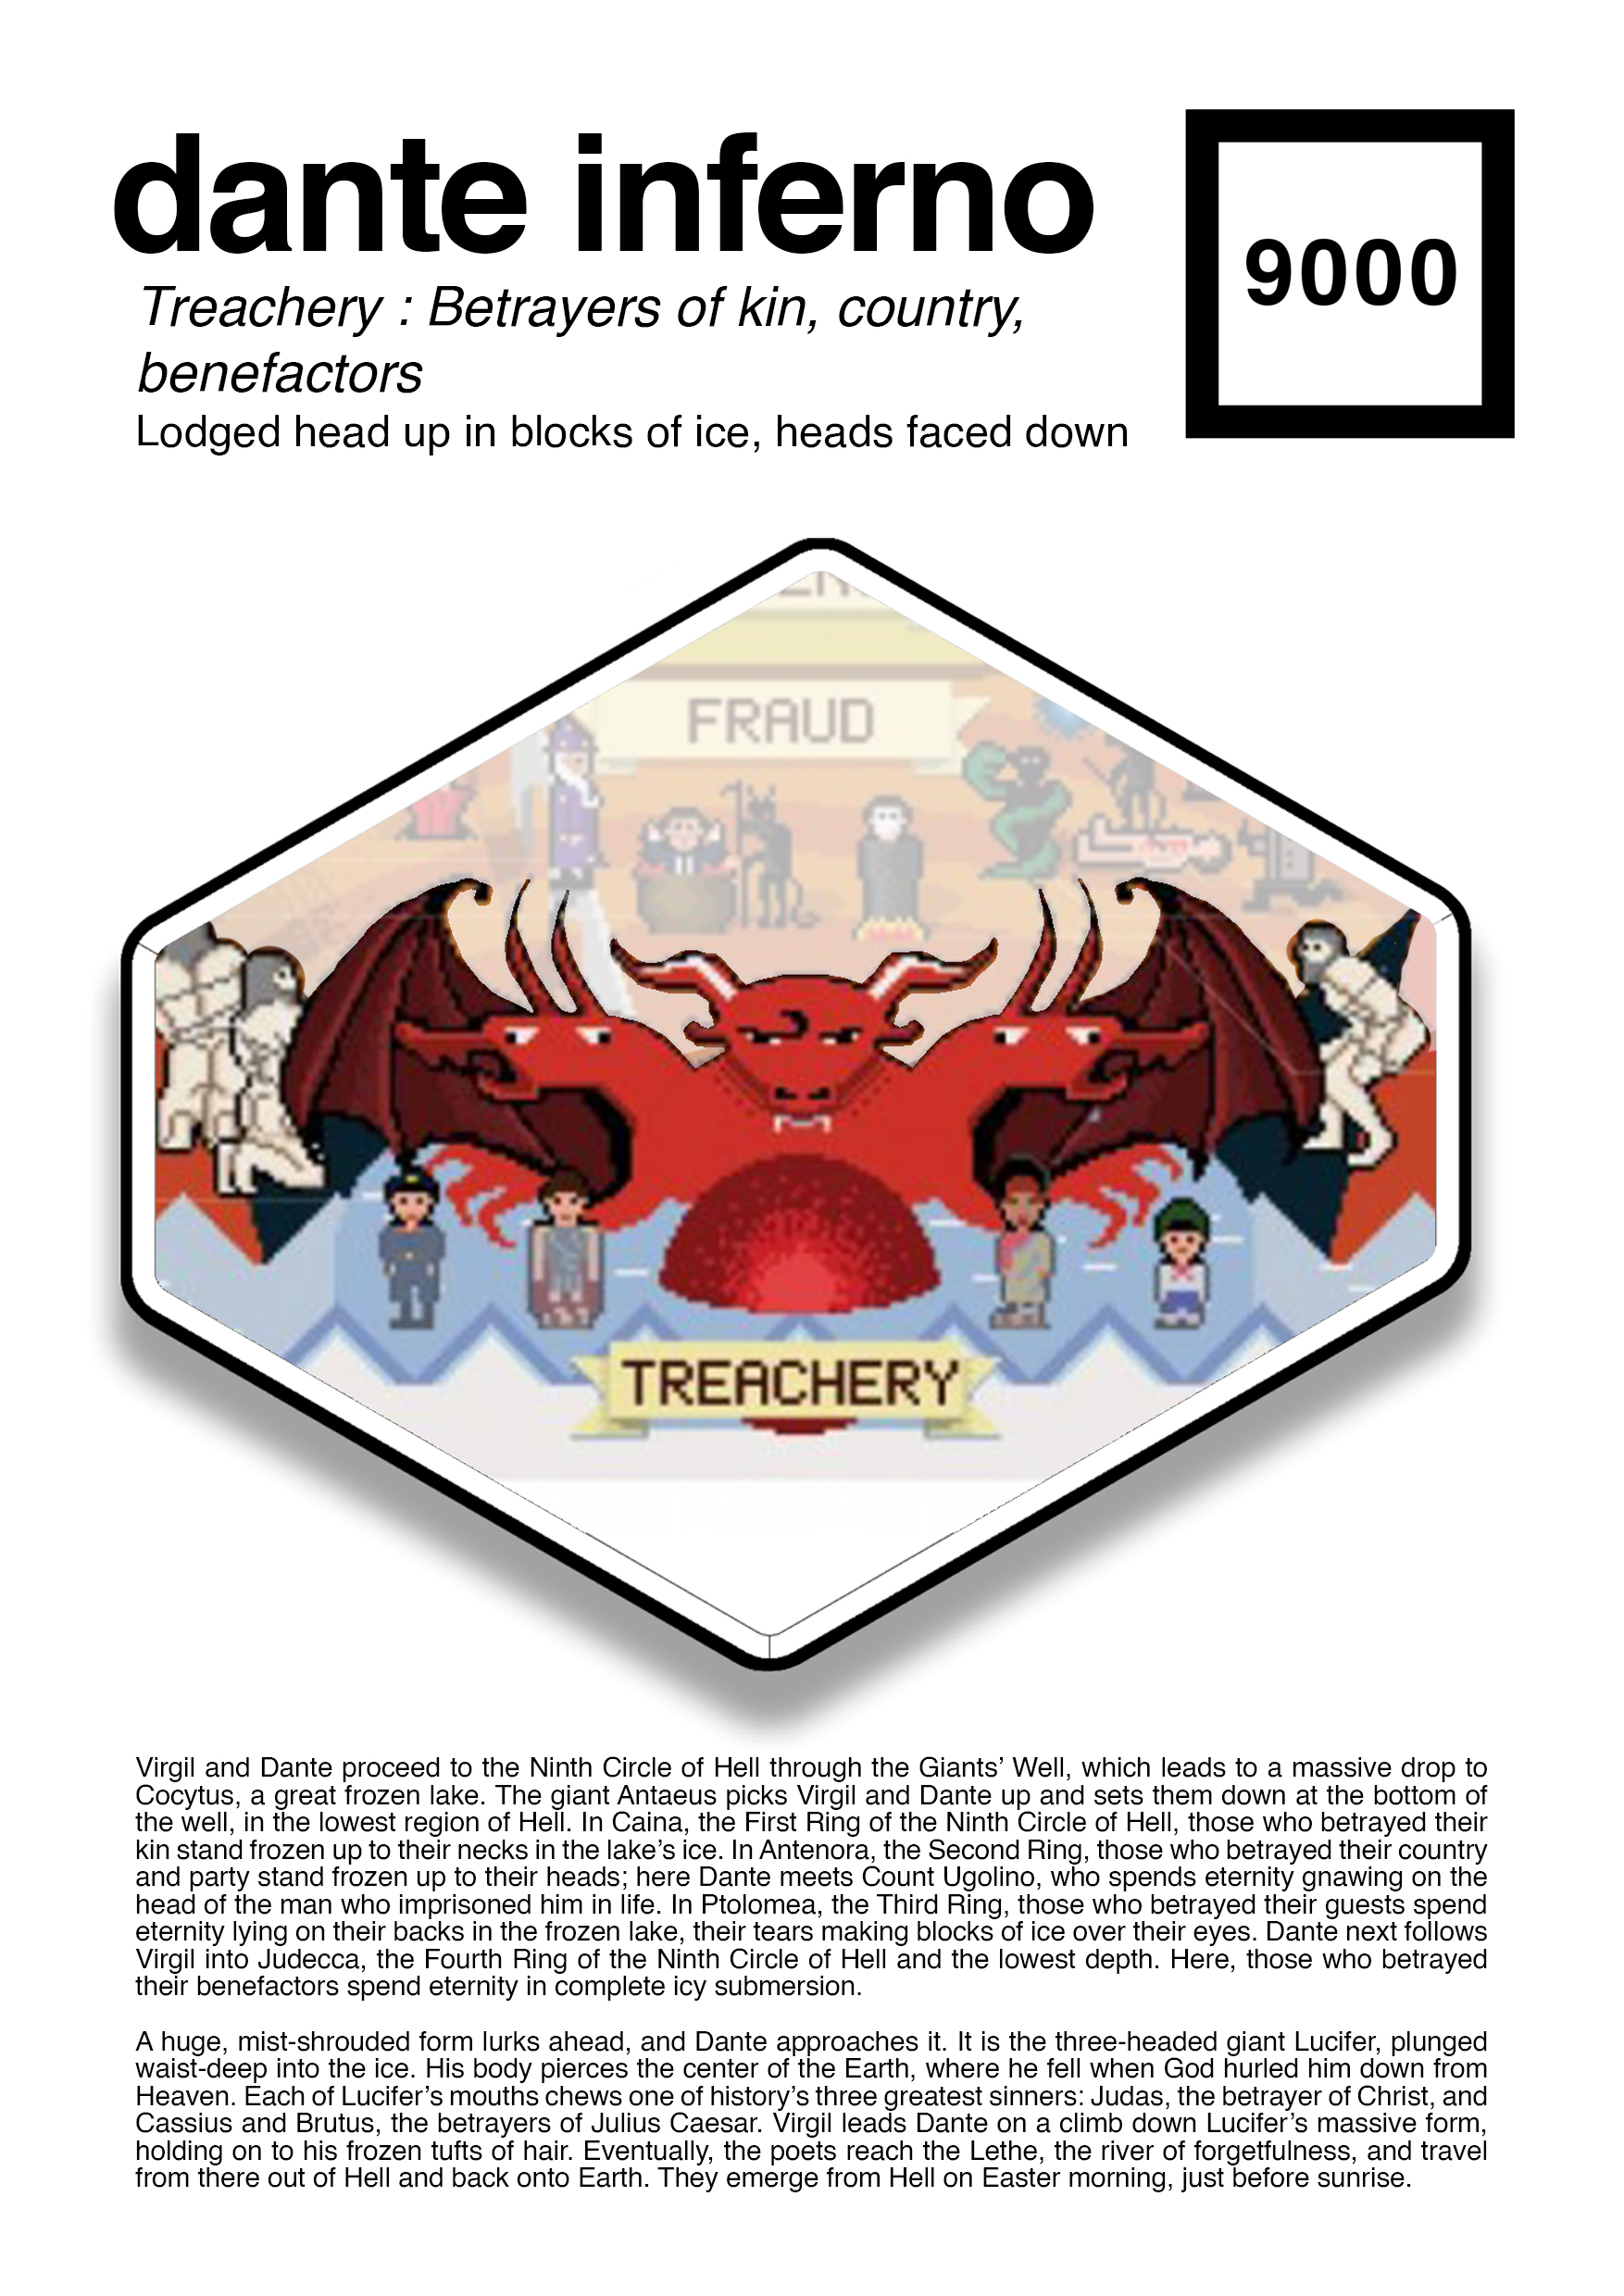 dante inferno
9000
Treachery : Betrayers of kin, country,
benefactors
Lodged head up in blocks of ice, heads faced down
FRAUD
TREACHERY
Virgil and Dante proceed to the Ninth Circle of Hell through the Giants’ Well, which leads to a massive drop to
Cocytus, a great frozen lake. The giant Antaeus picks Virgil and Dante up and sets them down at the bottom of
the well, in the lowest region of Hell. In Caina, the First Ring of the Ninth Circle of Hell, those who betrayed their
kin stand frozen up to their necks in the lake’s ice. In Antenora, the Second Ring, those who betrayed their country
and party stand frozen up to their heads; here Dante meets Count Ugolino, who spends eternity gnawing on the
head of the man who imprisoned him in life. In Ptolomea, the Third Ring, those who betrayed their guests spend
eternity lying on their backs in the frozen lake, their tears making blocks of ice over their eyes. Dante next follows
Virgil into Judecca, the Fourth Ring of the Ninth Circle of Hell and the lowest depth. Here, those who betrayed
their benefactors spend eternity in complete icy submersion.
A huge, mist-shrouded form lurks ahead, and Dante approaches it. It is the three-headed giant Lucifer, plunged
waist-deep into the ice. His body pierces the center of the Earth, where he fell when God hurled him down from
Heaven. Each of Lucifer’s mouths chews one of history’s three greatest sinners: Judas, the betrayer of Christ, and
Cassius and Brutus, the betrayers of Julius Caesar. Virgil leads Dante on a climb down Lucifer’s massive form,
holding on to his frozen tufts of hair. Eventually, the poets reach the Lethe, the river of forgetfulness, and travel
from there out of Hell and back onto Earth. They emerge from Hell on Easter morning, just before sunrise.